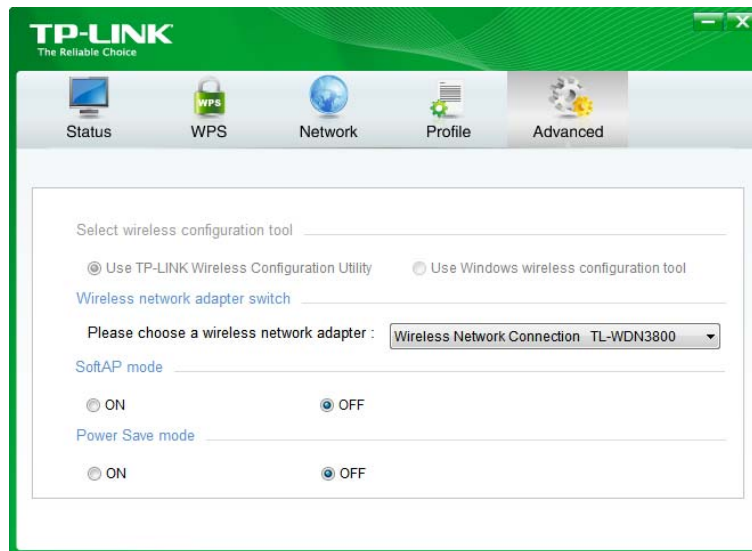 TP-LINK
The Reliable Choice
WPS
Status WPS Network Profile Advanced
Select wireless configuration tool
Use TP-LINK Wireless Configuration Utility Use Windows wireless configuration tool
Wireless network adapter switch
Please choose a wireless network adapter : Wireless Network Connection TL-WDN3800
SoftAP mode
ON OFF
Power Save mode
ON OFF